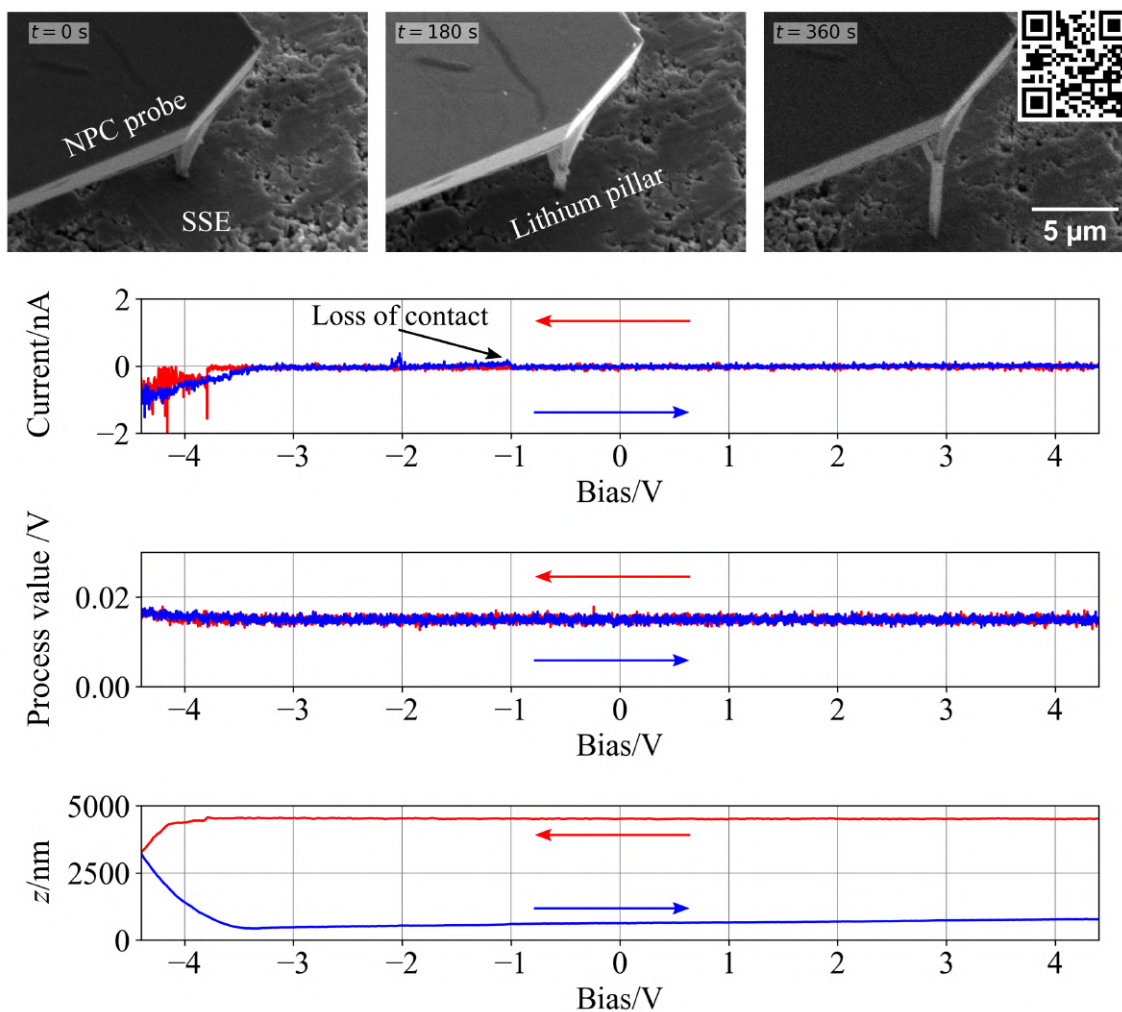 t = 0 s
t = 180 s
t = 360 s
NPC probe
SSE
Lithium pillar
5 µm
Current/nA
2
0
−2
Loss of contact
−4 −3 −2 −1 0 1 2 3 4
Bias/V
Process value /V
0.02
0.00
−4 −3 −2 −1 0 1 2 3 4
Bias/V
z/nm
5000
2500
0
−4 −3 −2 −1 0 1 2 3 4
Bias/V